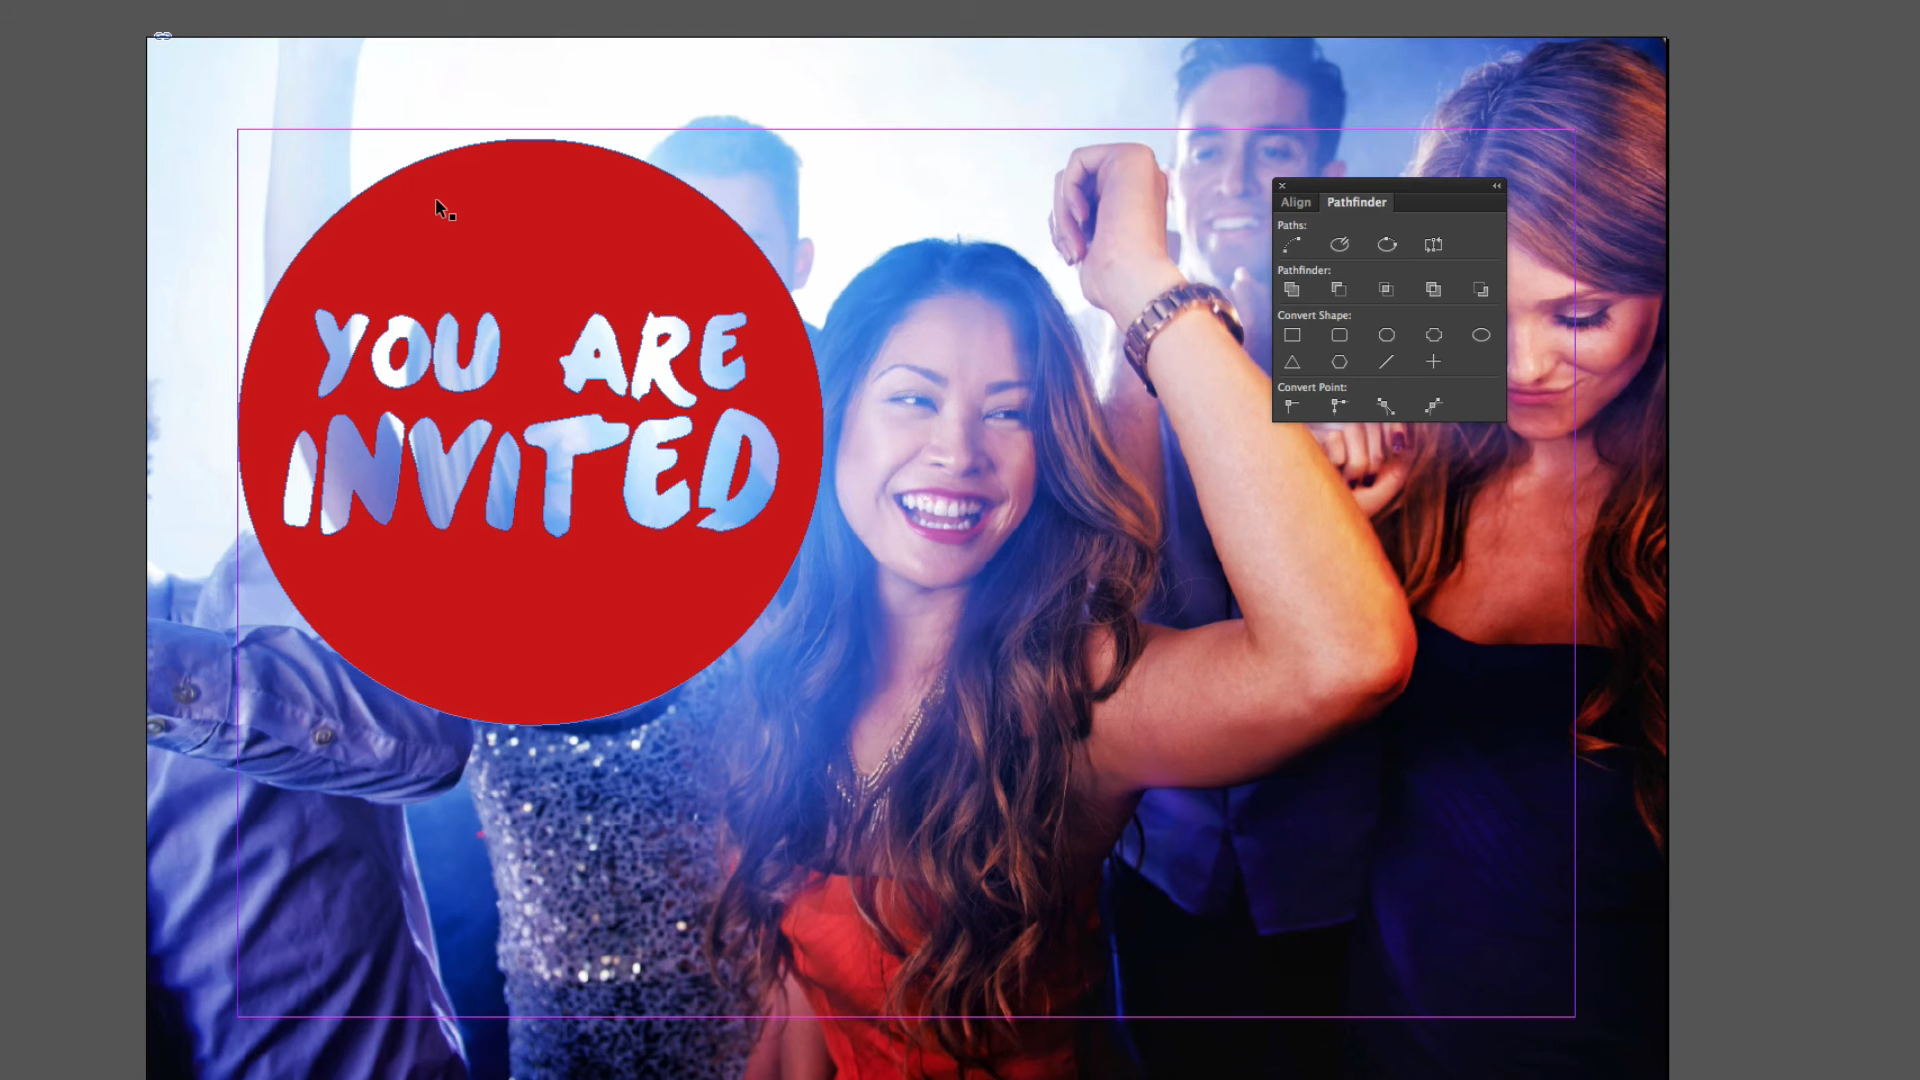 YOU ARE
INVITED
Align Pathfinder
Paths:
Pathfinder:
Convert Shape:
Convert Point: